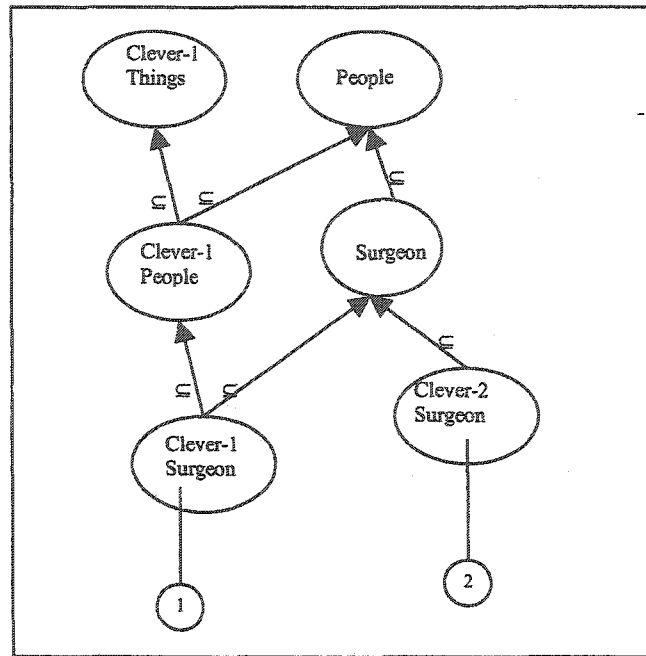 Clever-1
Things
People
⊆
⊆
⊆
Clever-1
People
Surgeon
⊆
⊆
⊆
Clever-2
Surgeon
Clever-1
Surgeon
2
1